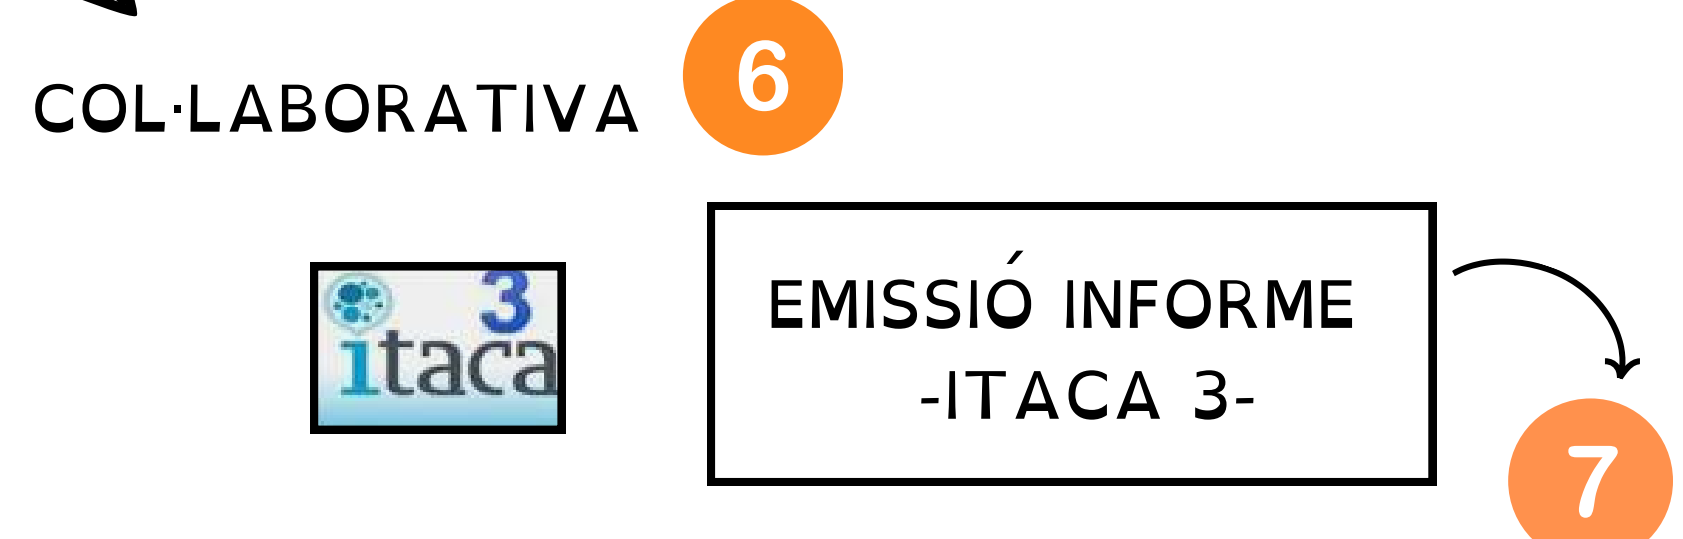 6
COL·LABORATIVA
EMISSIÓ INFORME
-ITACA 3-
3
itaca
7